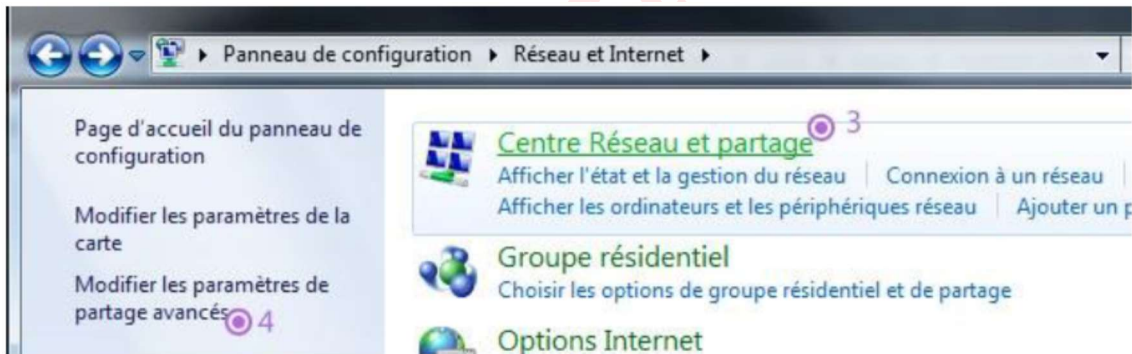 Panneau de configuration ▸ Réseau et Internet ▸
Page d'accueil du panneau de
configuration
Modifier les paramètres de la
carte
Modifier les paramètres de
partage avancés 4
Centre Réseau et partage 3
Afficher l'état et la gestion du réseau | Connexion à un réseau |
Afficher les ordinateurs et les périphériques réseau | Ajouter un p
Groupe résidentiel
Choisir les options de groupe résidentiel et de partage
Options Internet